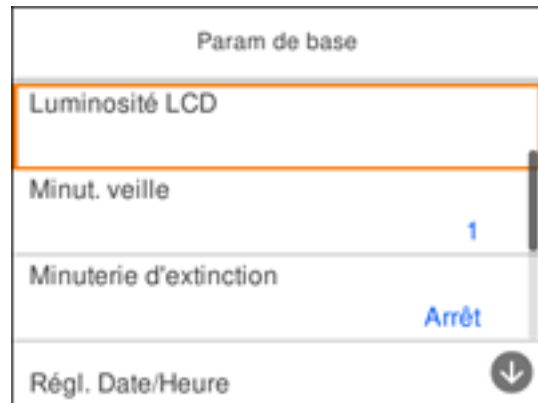 Param de base
Luminosité LCD
Minut. veille
1
Minuterie d'extinction
Arrêt
Régl. Date/Heure